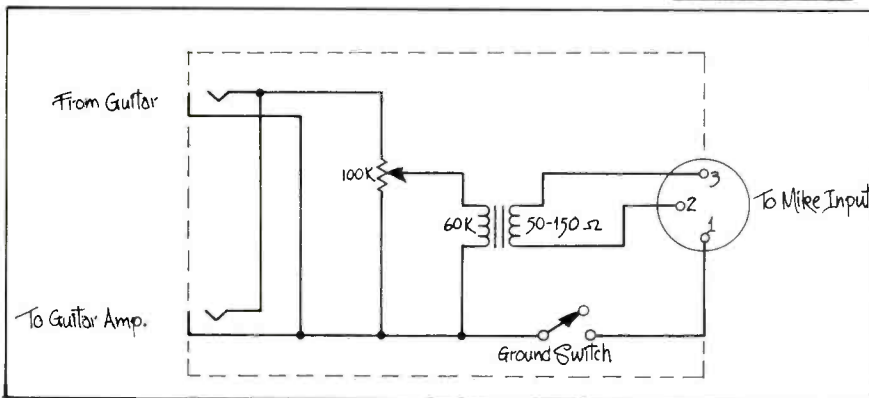 From Guitar
100K
60K
50-150 Ω
3
2
1
To Mike Input
To Guitar Amp.
Ground Switch